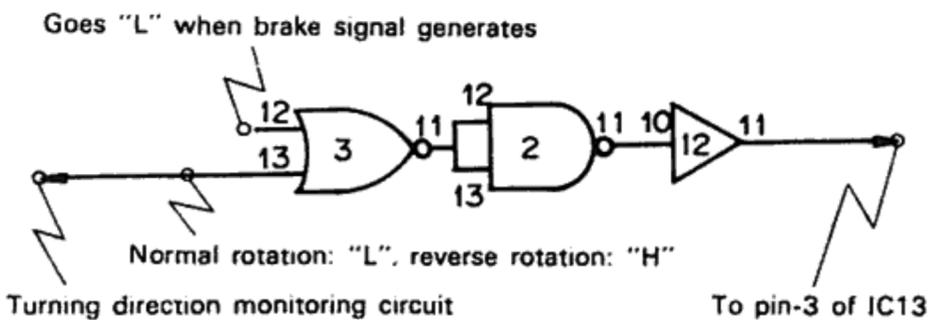 Goes "L" when brake signal generates
12
13
3
11
12
13
2
11
10
12
11
Normal rotation: "L". reverse rotation: "H"
Turning direction monitoring circuit
To pin-3 of IC13